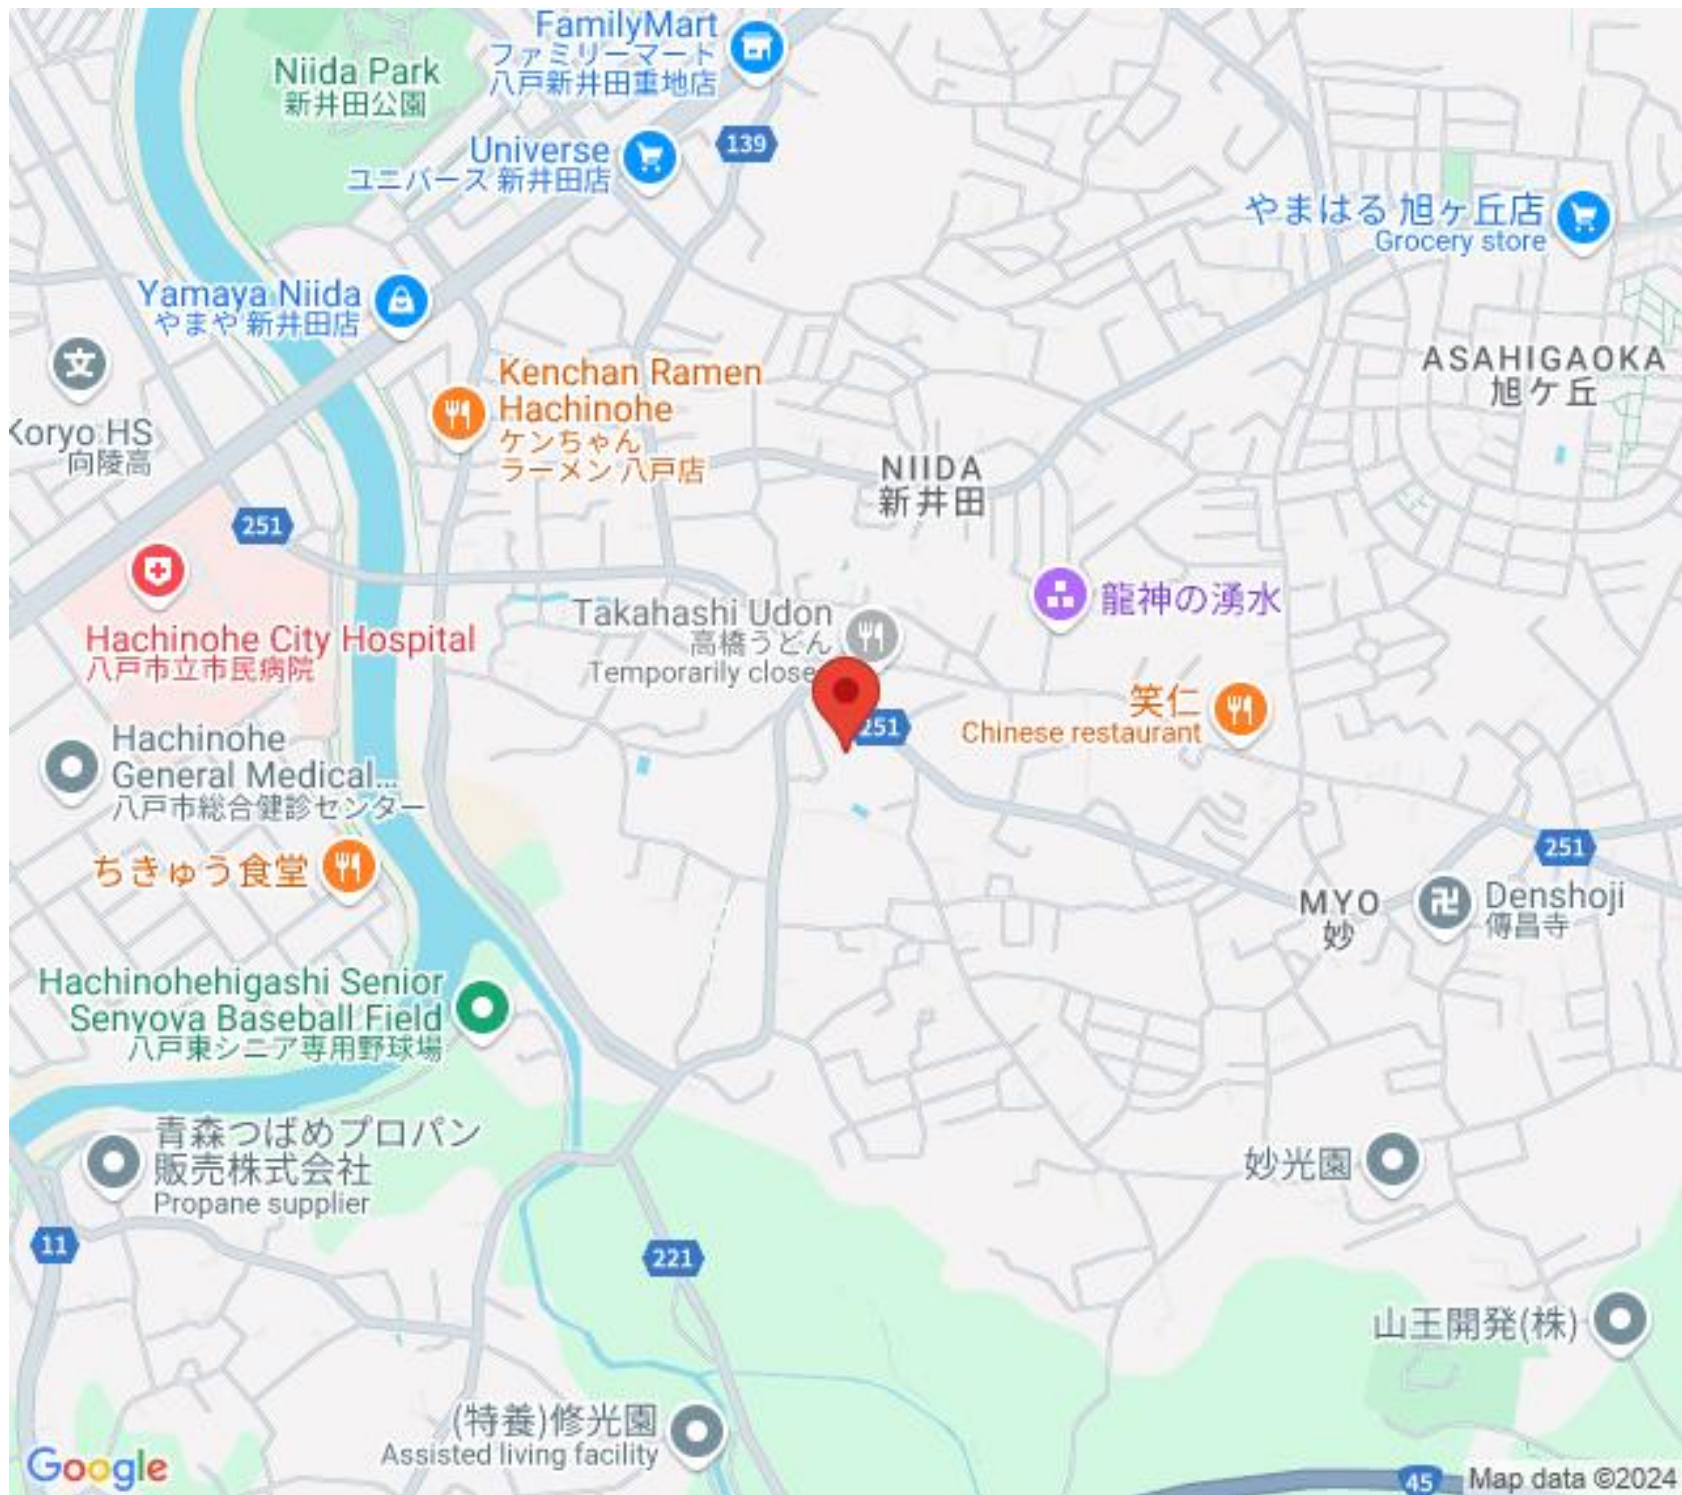 FamilyMart
ファミリーマート
八戸新井田重地店
Niida Park
新井田公園
139
Universe
ユニバース 新井田店
やまはる 旭ヶ丘店
Grocery store
Yamaya Niida
やまや 新井田店
ASAHIGAOKA
旭ケ丘
Kenchan Ramen
Hachinohe
ケンちゃん
ラーメン 八戸店
文
Koryo HS
向陵高
NIIDA
新井田
251
龍神の湧水
Takahashi Udon
高橋うどん
Temporarily close
Hachinohe City Hospital
八戸市立市民病院
笑仁
Chinese restaurant
251
Hachinohe
General Medical...
八戸市総合健診センター
251
ちきゅう食堂
MYO
妙
卍
Denshoji
傳昌寺
Hachinohehigashi Senior
Senyova Baseball Field
八戸東シニア専用野球場
青森つばめプロパン
販売株式会社
Propane supplier
妙光園
11
221
山王開発(株)
(特養)修光園
Assisted living facility
Google
45
Map data ©2024